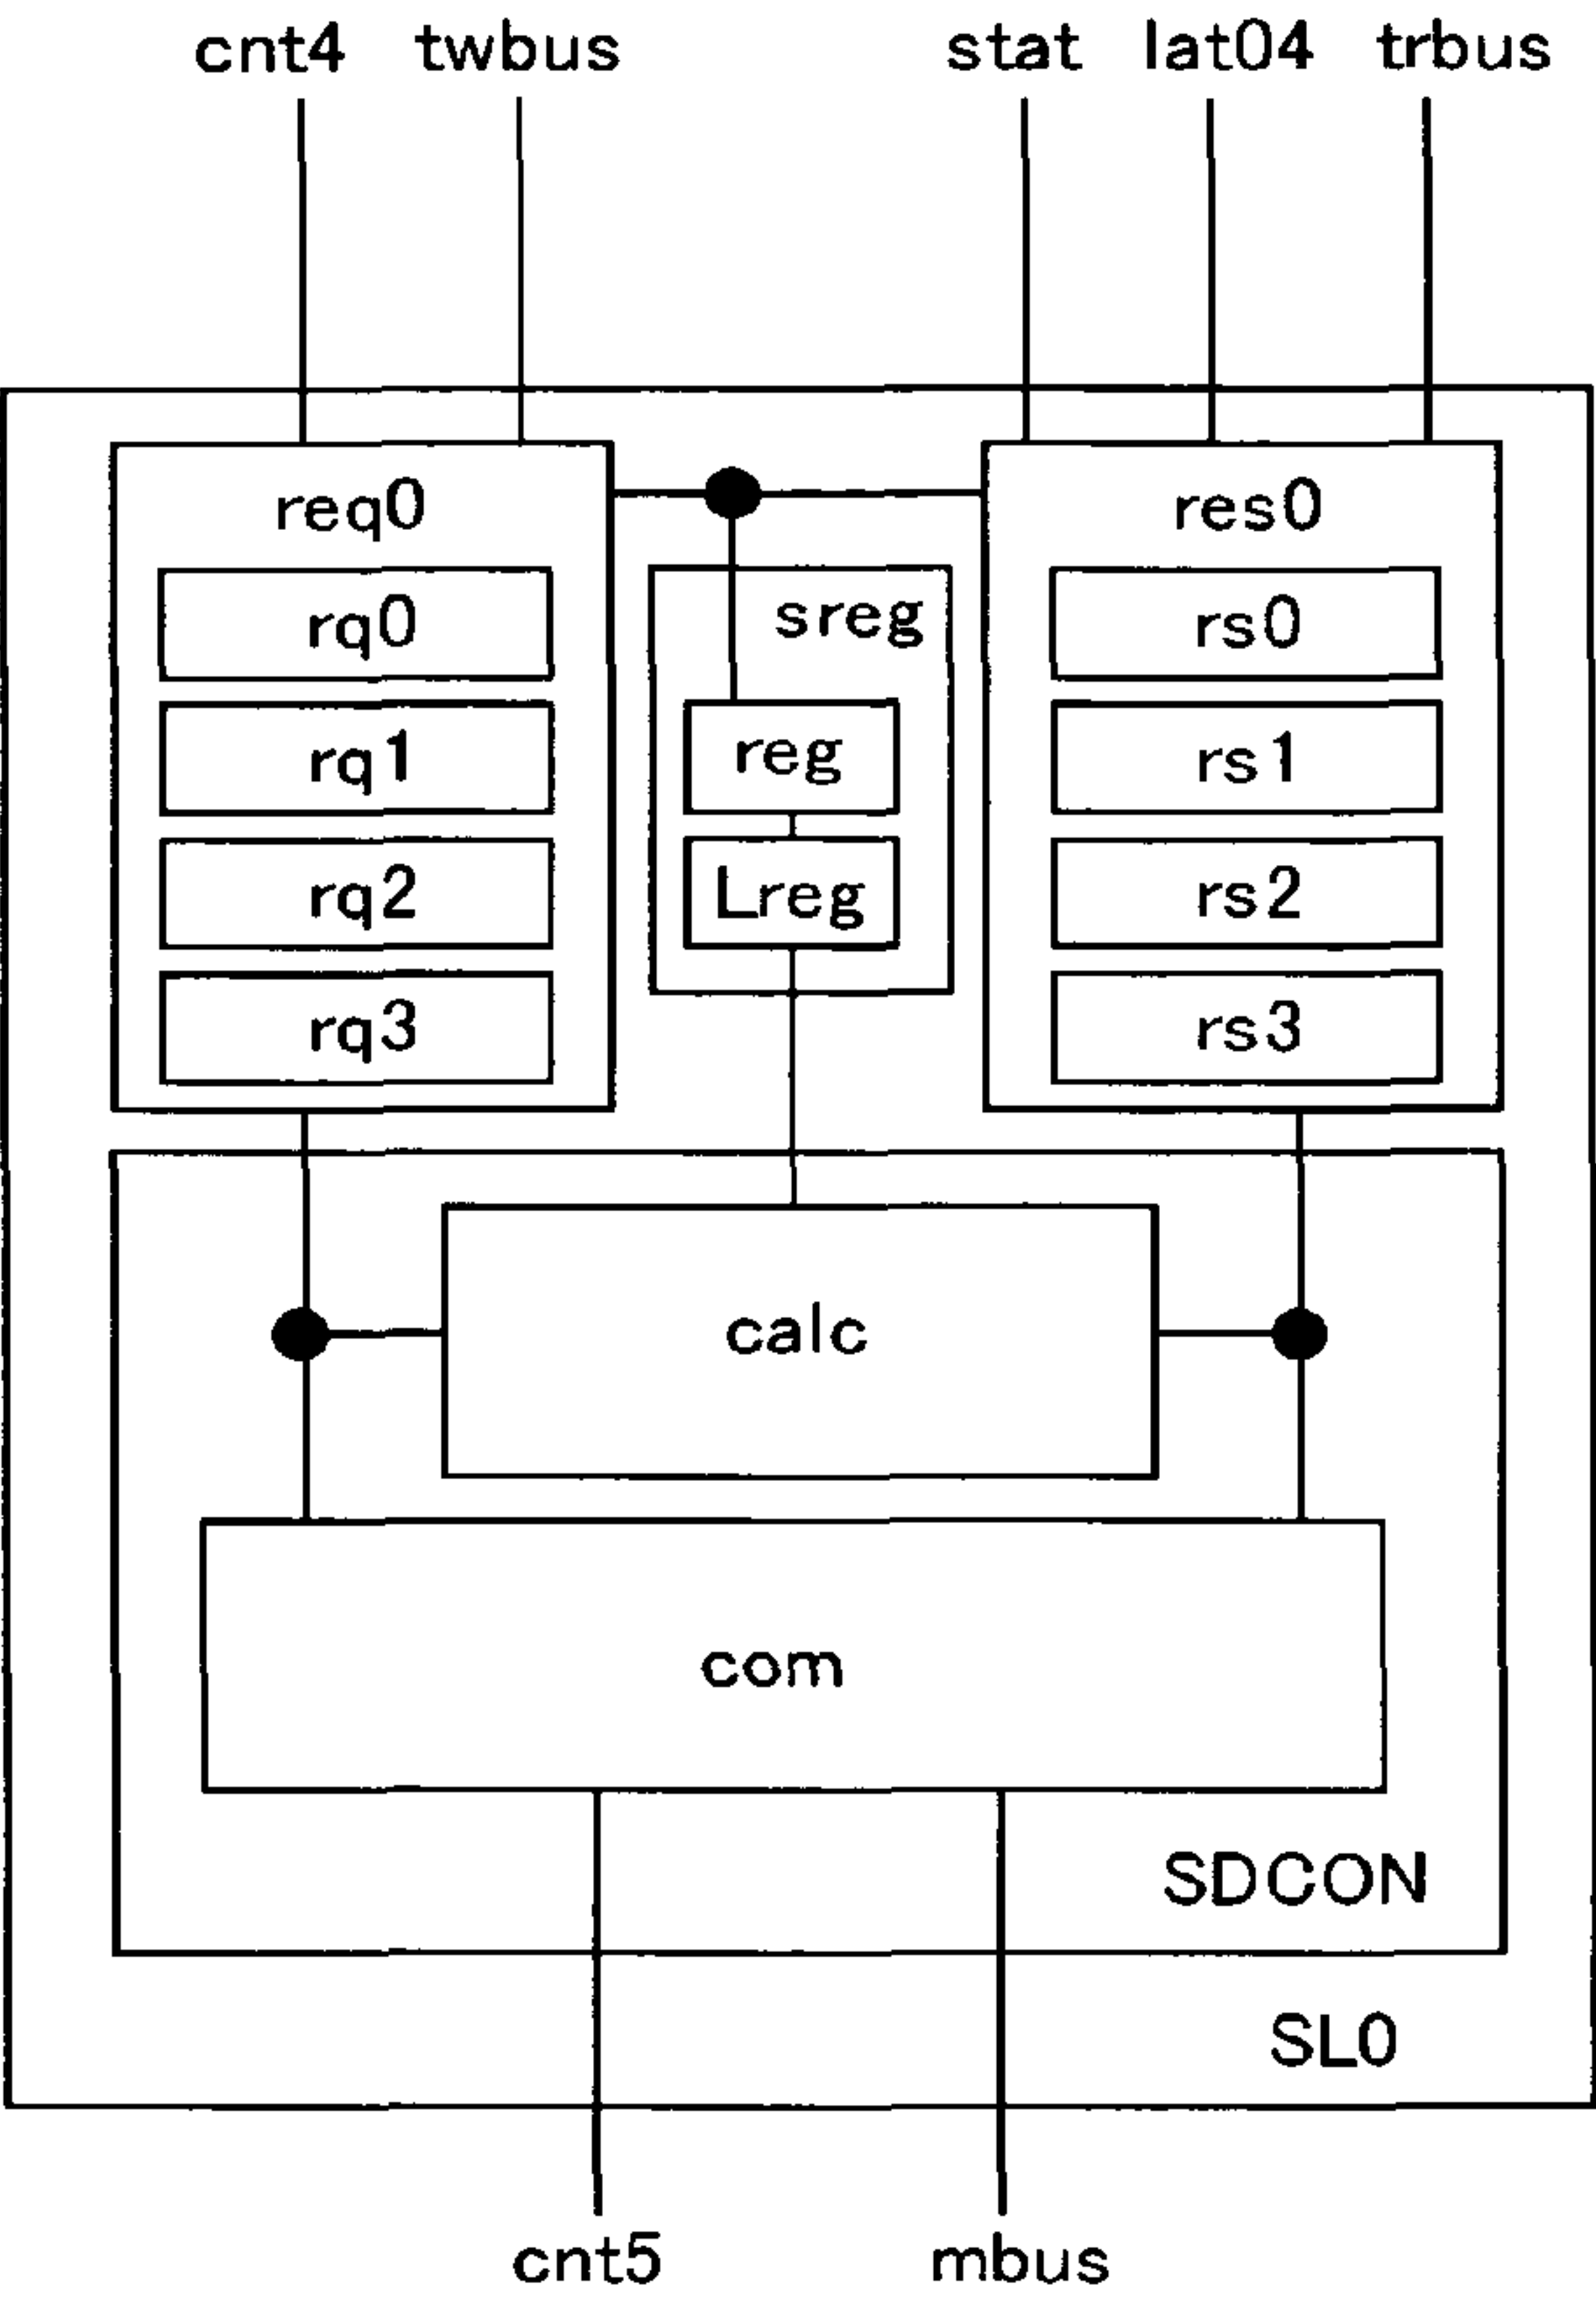 cnt4 twbus stat lat04 trbus
req0 res0
sreg
rq0 rs0
rq1 reg rs1
rq2 Lreg rs2
rq3 rs3
calc
com
SDCON
SL0
cnt5 mbus